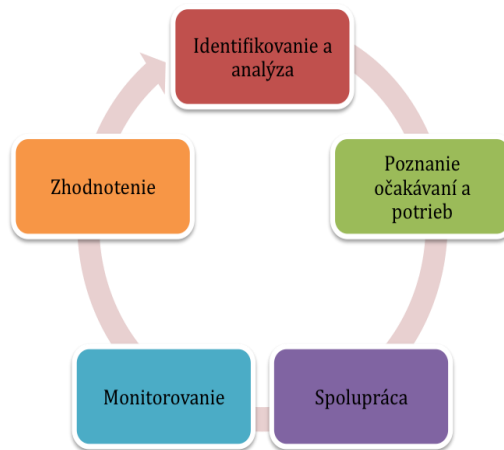 Identifikovanie a
analýza
Poznanie
očakávaní a
potrieb
Spolupráca
Monitorovanie
Zhodnotenie